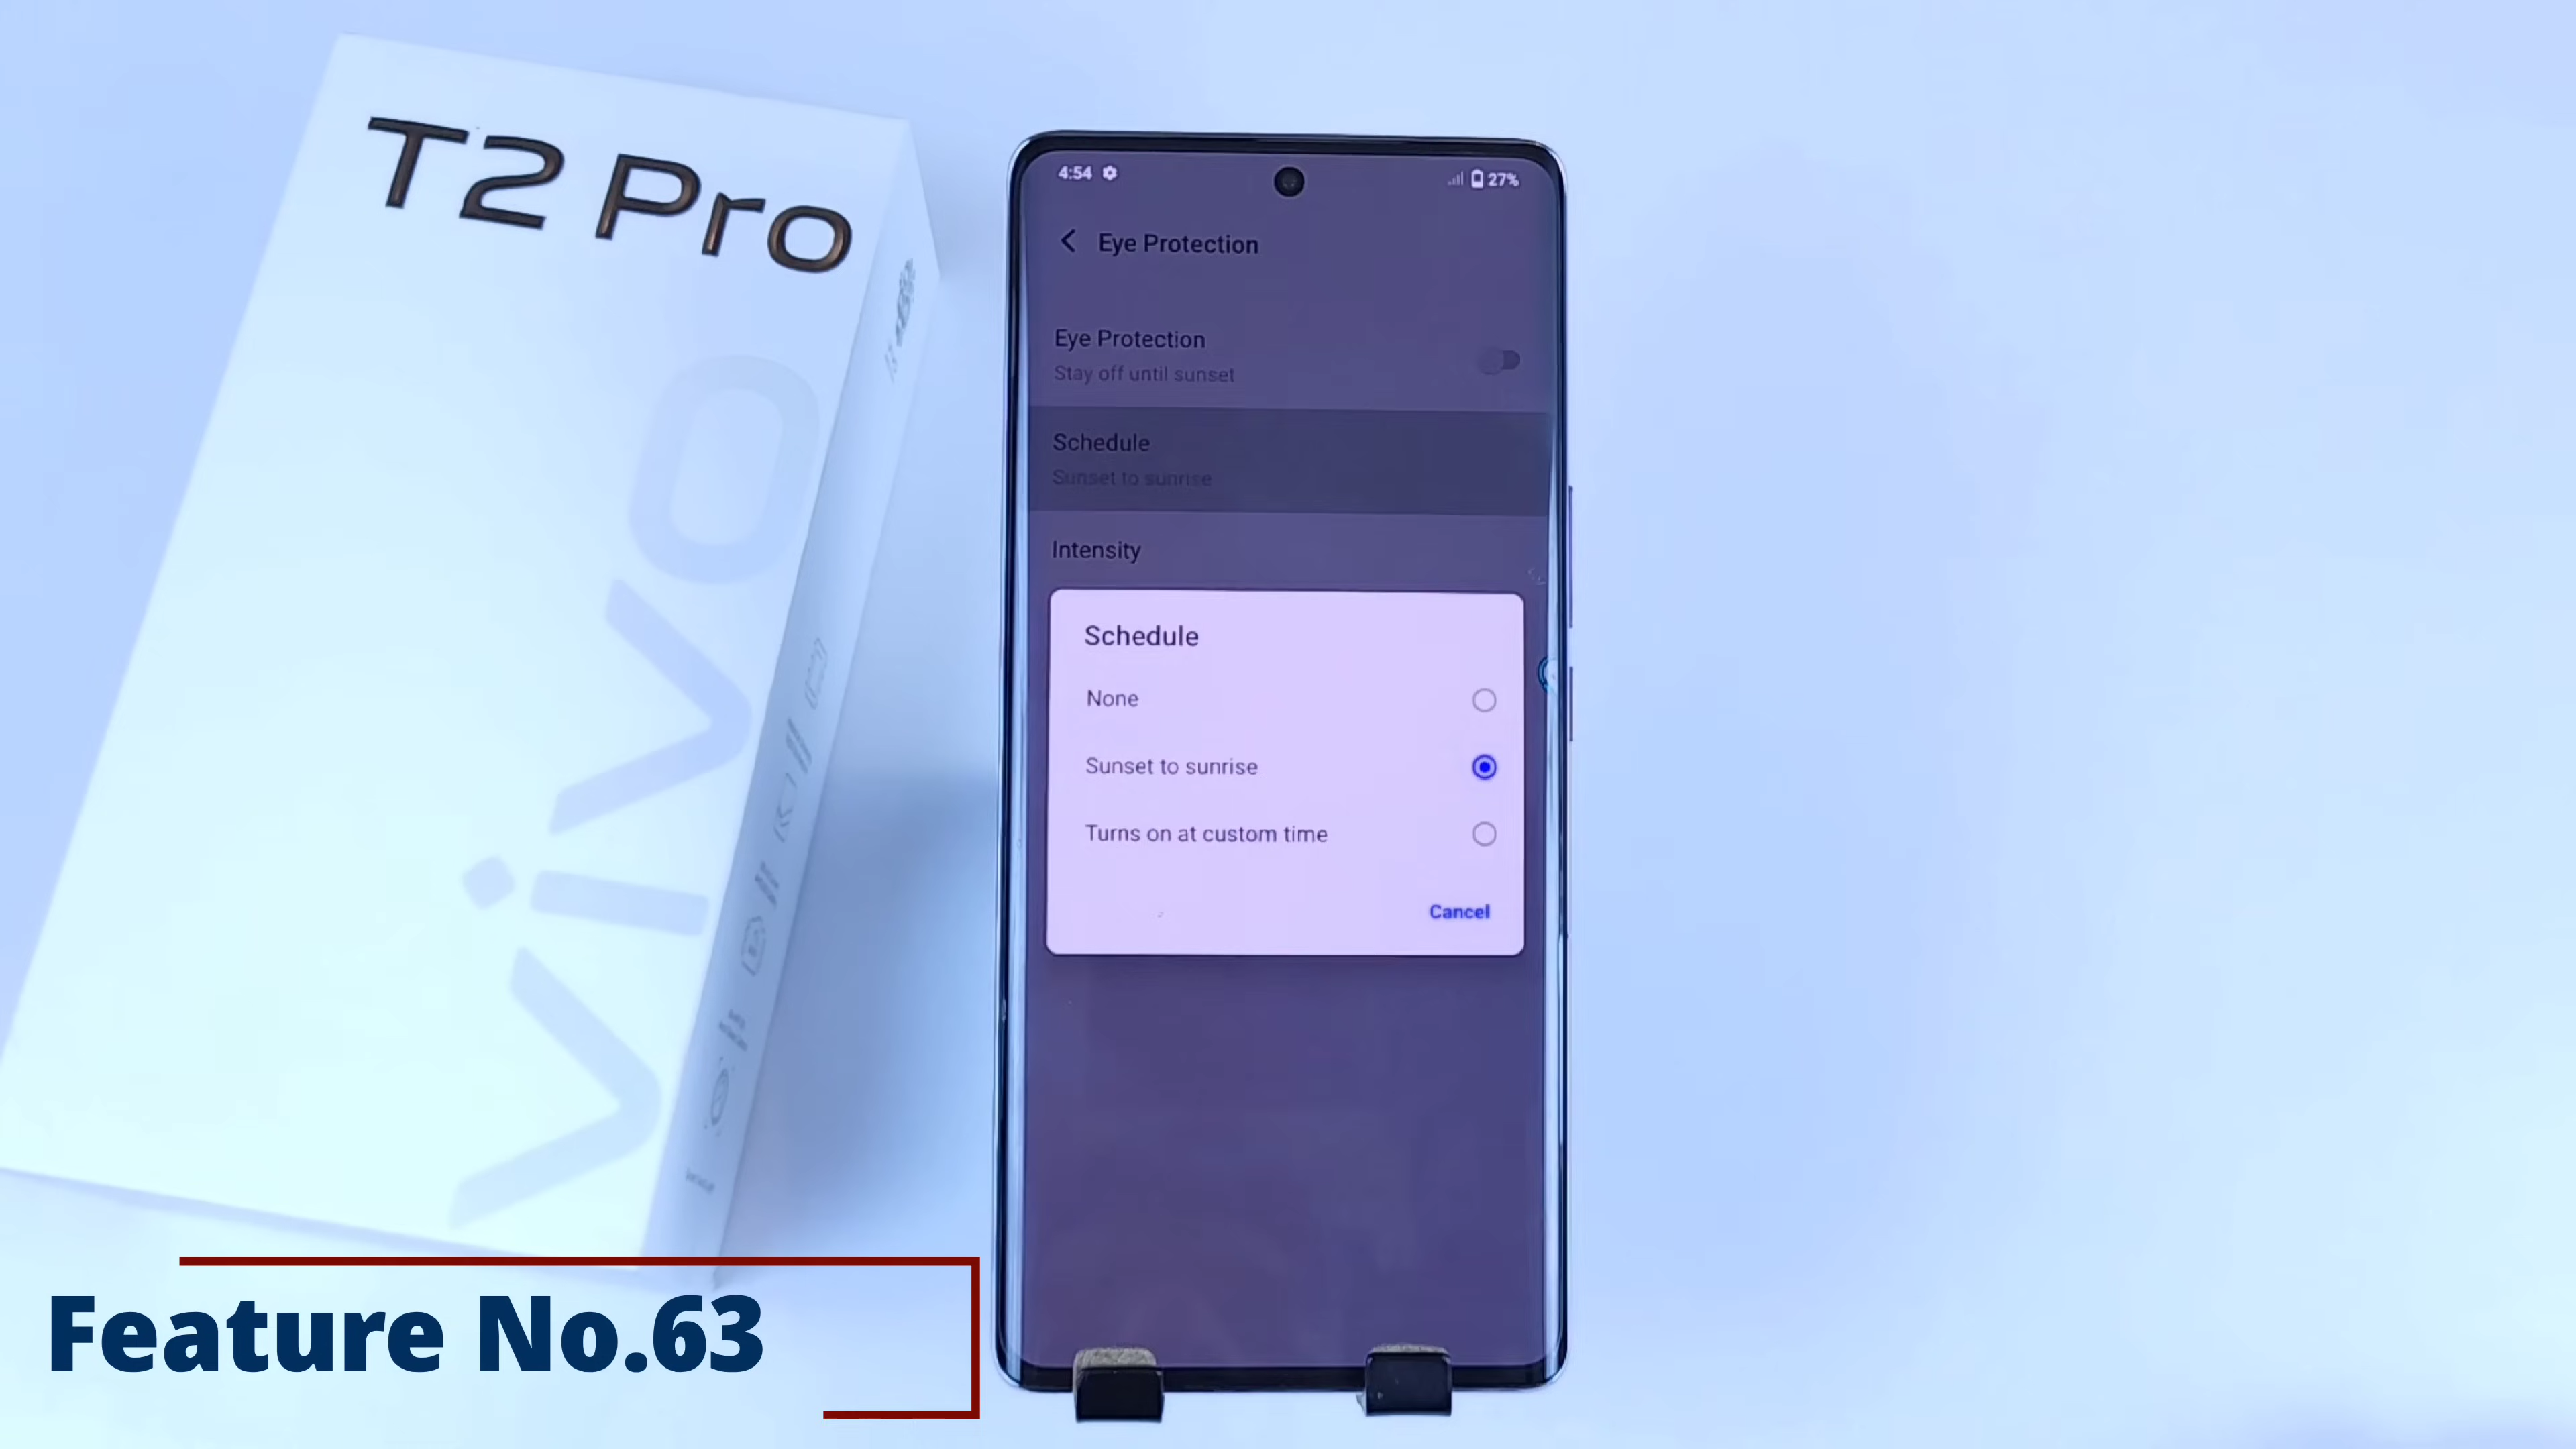 T2 Pro
vivo
4:54
27%
Eye Protection
Eye Protection
Stay off until sunset
Schedule
Sunset to sunrise
Intensity
Schedule
None
Sunset to sunrise
Turns on at custom time
Cancel
Feature No.63